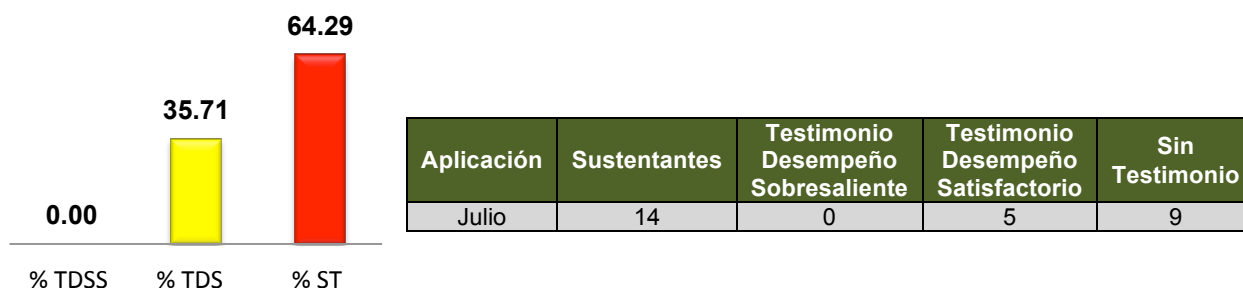 64.29
35.71
0.00
% TDSS % TDS % ST
Aplicación Sustentantes Testimonio Desempeño Sobresaliente Testimonio Desempeño Satisfactorio Sin Testimonio
Julio 14 0 5 9